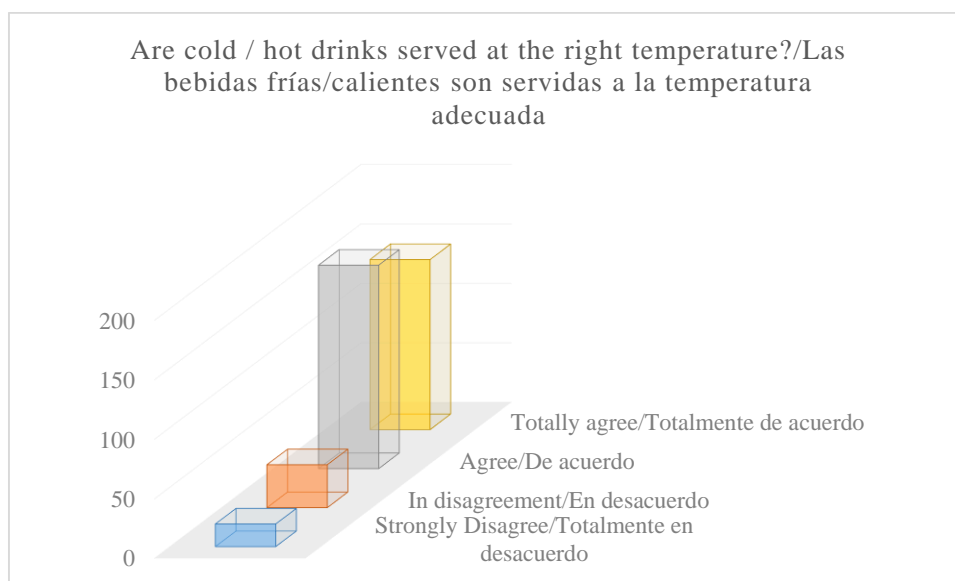 Are cold / hot drinks served at the right temperature?/Las
bebidas frías/calientes son servidas a la temperatura
adecuada
200
150
100
50
0
Totally agree/Totalmente de acuerdo
Agree/De acuerdo
In disagreement/En desacuerdo
Strongly Disagree/Totalmente en
desacuerdo